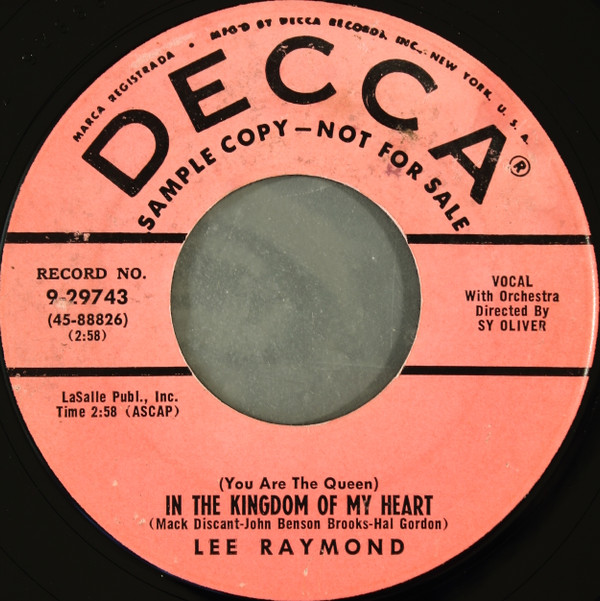 MARCA REGISTRADA • MFG'D BY DECCA RECORDS, INC., NEW YORK, U. S. A.
DECCA®
SAMPLE COPY—NOT FOR SALE
RECORD NO.
9-29743
(45-88826)
(2:58)
VOCAL
With Orchestra
Directed By
SY OLIVER
LaSalle Publ., Inc.
Time 2:58 (ASCAP)
(You Are The Queen)
IN THE KINGDOM OF MY HEART
(Mack Discant-John Benson Brooks-Hal Gordon)
LEE RAYMOND